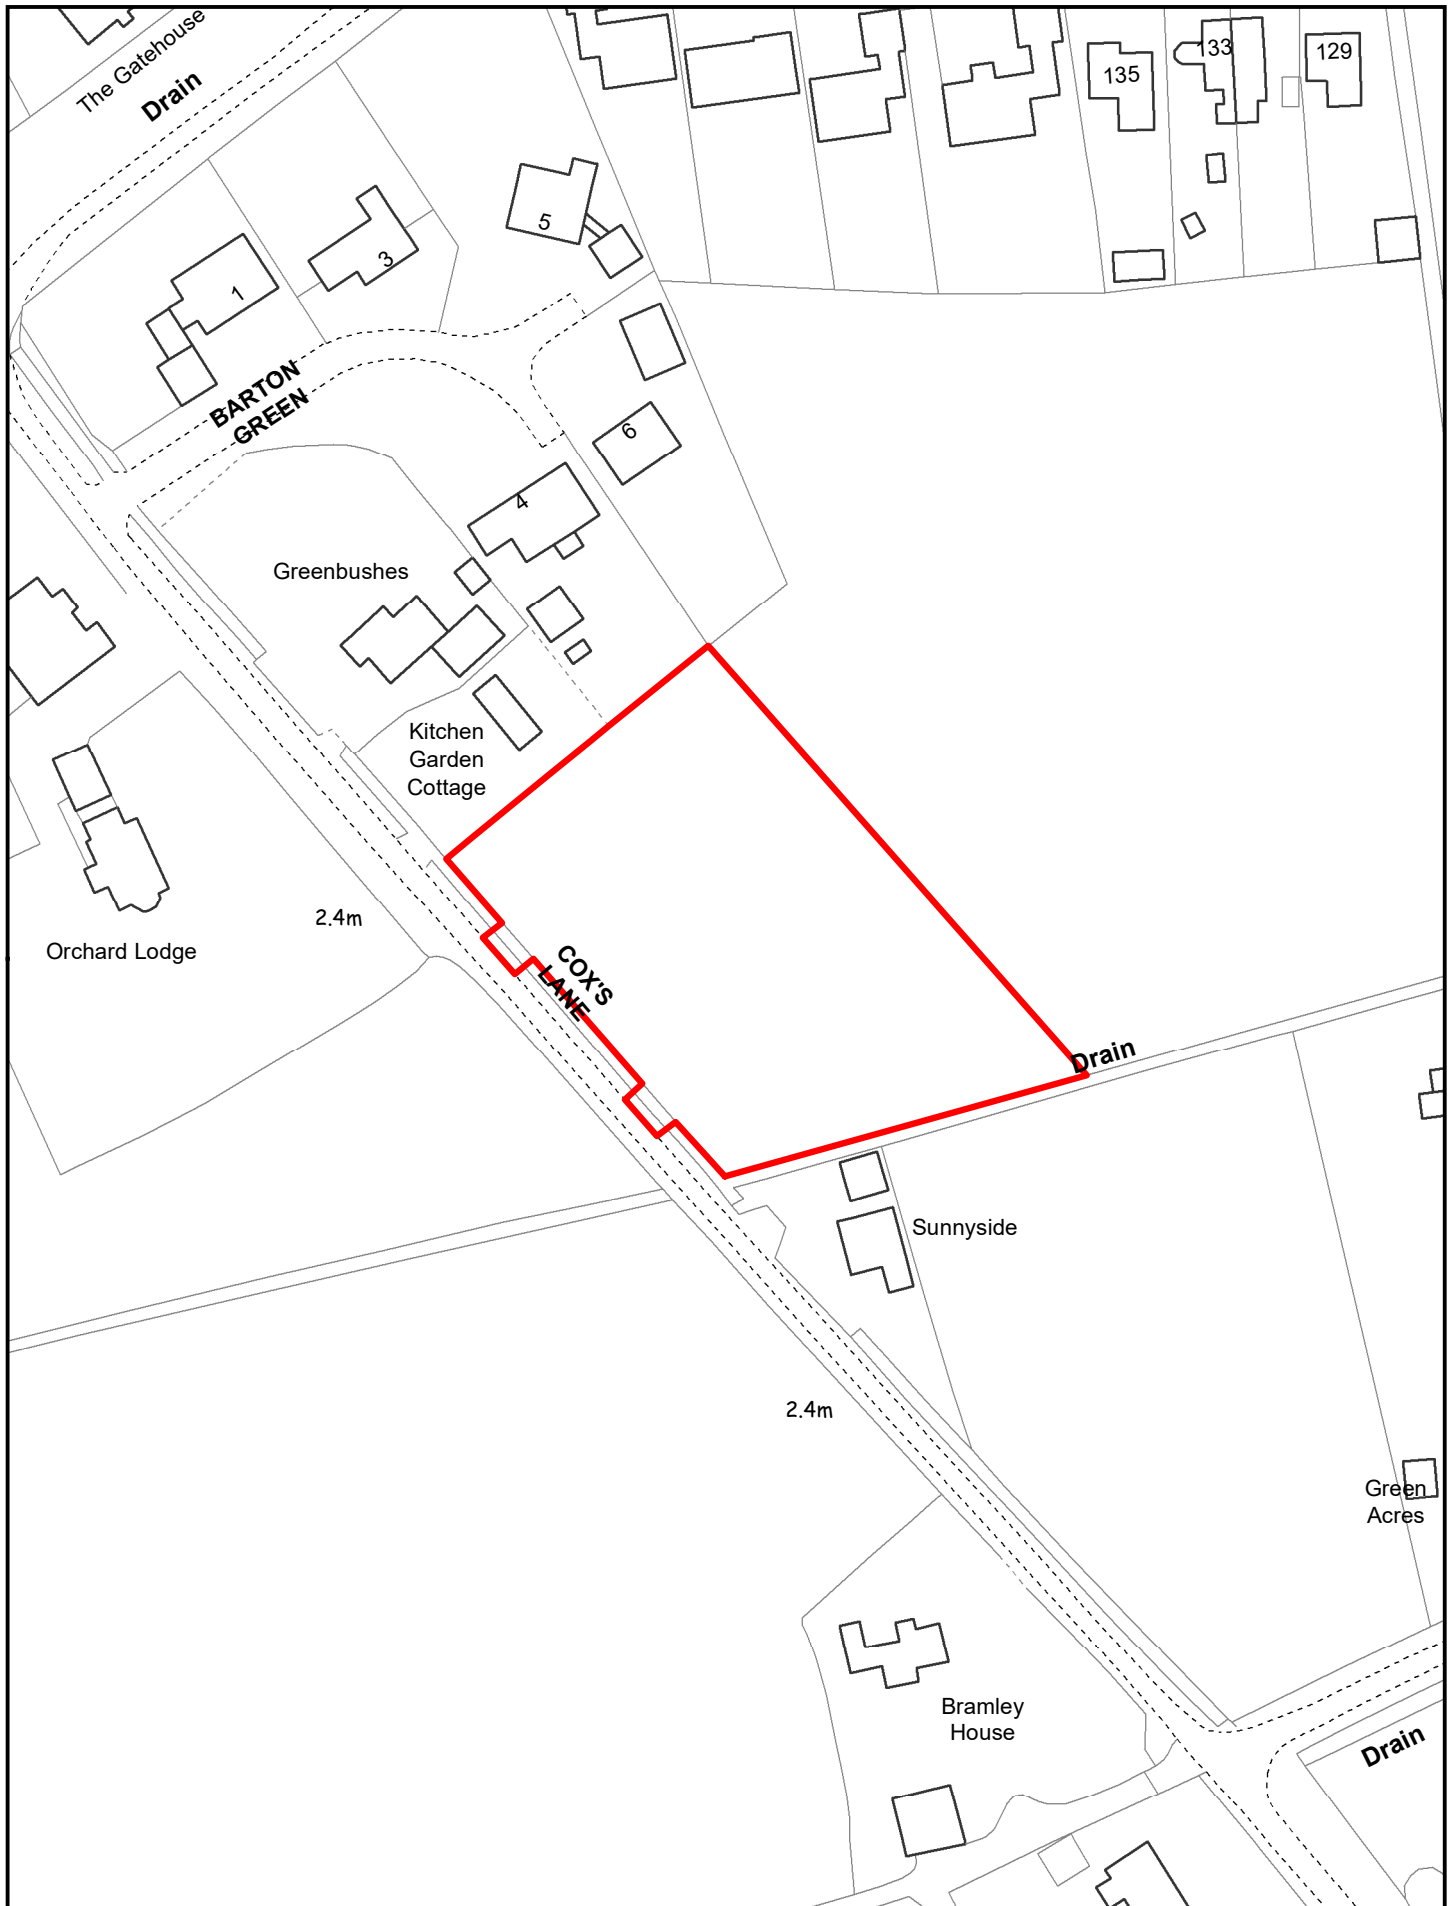 The Gatehouse
Drain
133
129
135
5
3
1
BARTON
GREEN
6
4
Greenbushes
Kitchen
Garden
Cottage
2.4m
Orchard Lodge
COX'S
LANE
Drain
Sunnyside
2.4m
Green
Acres
Bramley
House
Drain